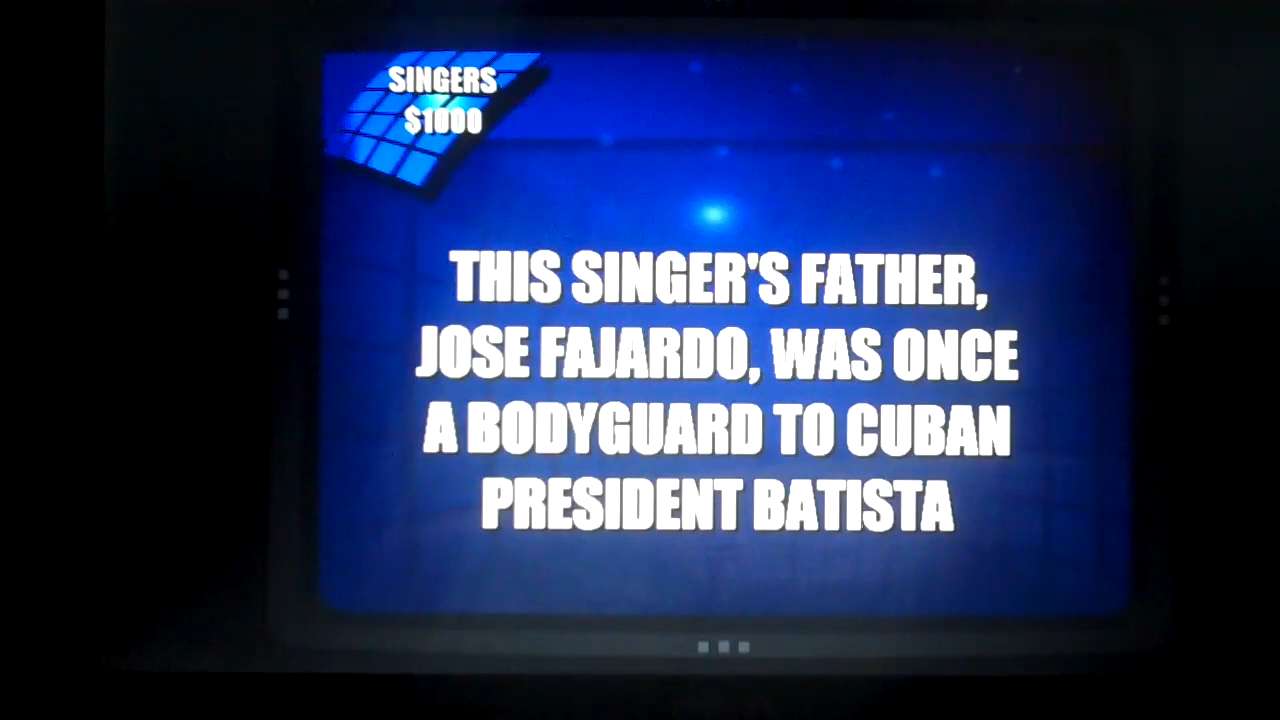 SINGERS
$1000
THIS SINGER'S FATHER,
JOSE FAJARDO, WAS ONCE
A BODYGUARD TO CUBAN
PRESIDENT BATISTA